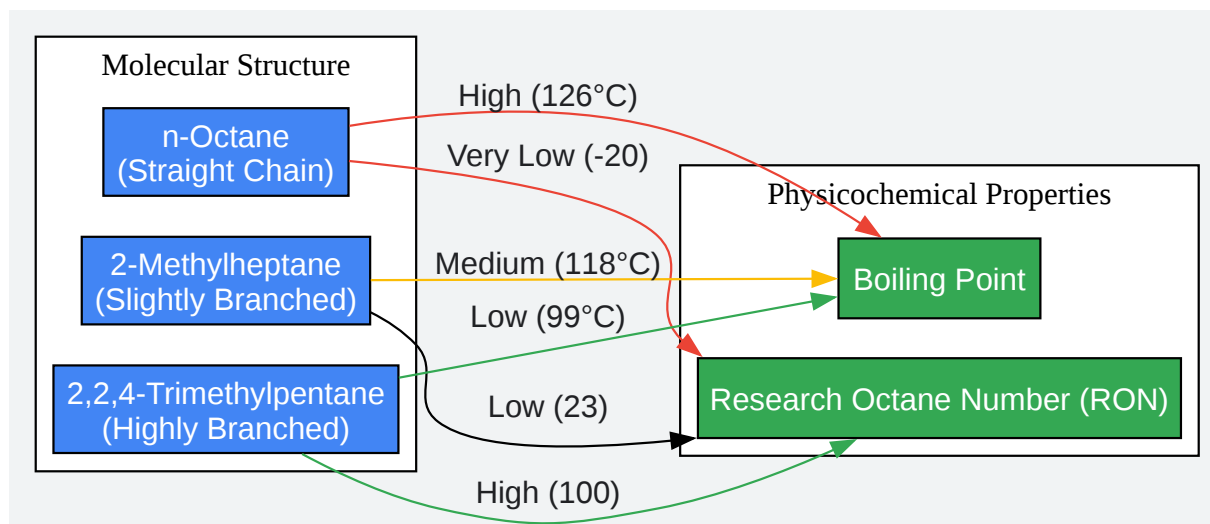 Molecular Structure
n-Octane
(Straight Chain)
2-Methylheptane
(Slightly Branched)
2,2,4-Trimethylpentane
(Highly Branched)
High (126°C)
Very Low (-20)
Medium (118°C)
Low (99°C)
Low (23)
High (100)
Physicochemical Properties
Boiling Point
Research Octane Number (RON)